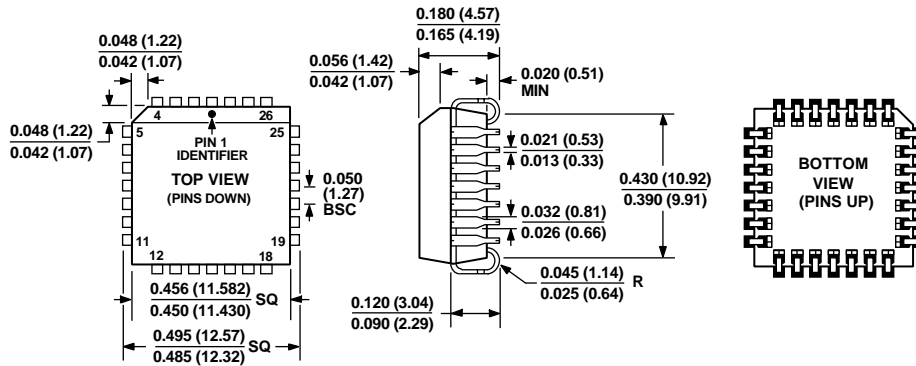 0.048 (1.22)
0.042 (1.07)
0.048 (1.22)
0.042 (1.07)
4
26
5
25
PIN 1
IDENTIFIER
TOP VIEW
(PINS DOWN)
11
19
12
18
0.050
(1.27)
BSC
0.456 (11.582) SQ
0.450 (11.430)
0.495 (12.57) SQ
0.485 (12.32)
0.180 (4.57)
0.165 (4.19)
0.056 (1.42)
0.042 (1.07)
0.020 (0.51)
MIN
0.021 (0.53)
0.013 (0.33)
0.032 (0.81)
0.026 (0.66)
0.430 (10.92)
0.390 (9.91)
0.045 (1.14) R
0.025 (0.64)
0.120 (3.04)
0.090 (2.29)
BOTTOM
VIEW
(PINS UP)